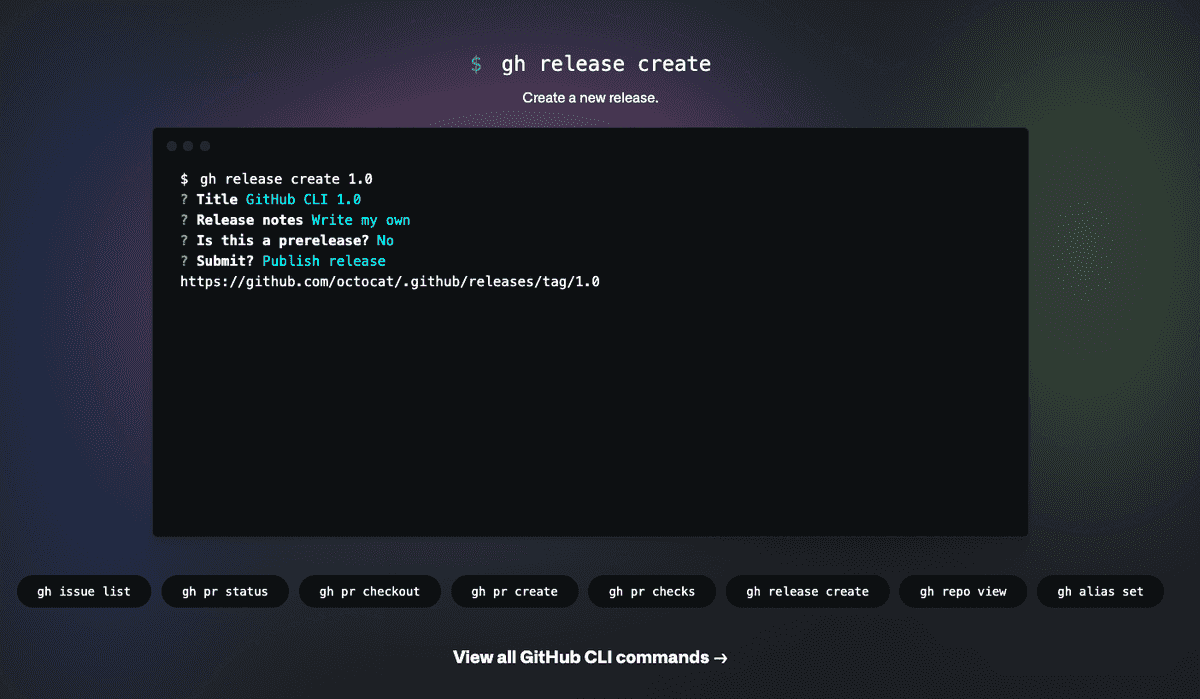 $ gh release create
Create a new release.
$ gh release create 1.0
? Title GitHub CLI 1.0
? Release notes Write my own
? Is this a prerelease? No
? Submit? Publish release
https://github.com/octocat/.github/releases/tag/1.0
gh issue list
gh pr status
gh pr checkout
gh pr create
gh pr checks
gh release create
gh repo view
gh alias set
View all GitHub CLI commands →